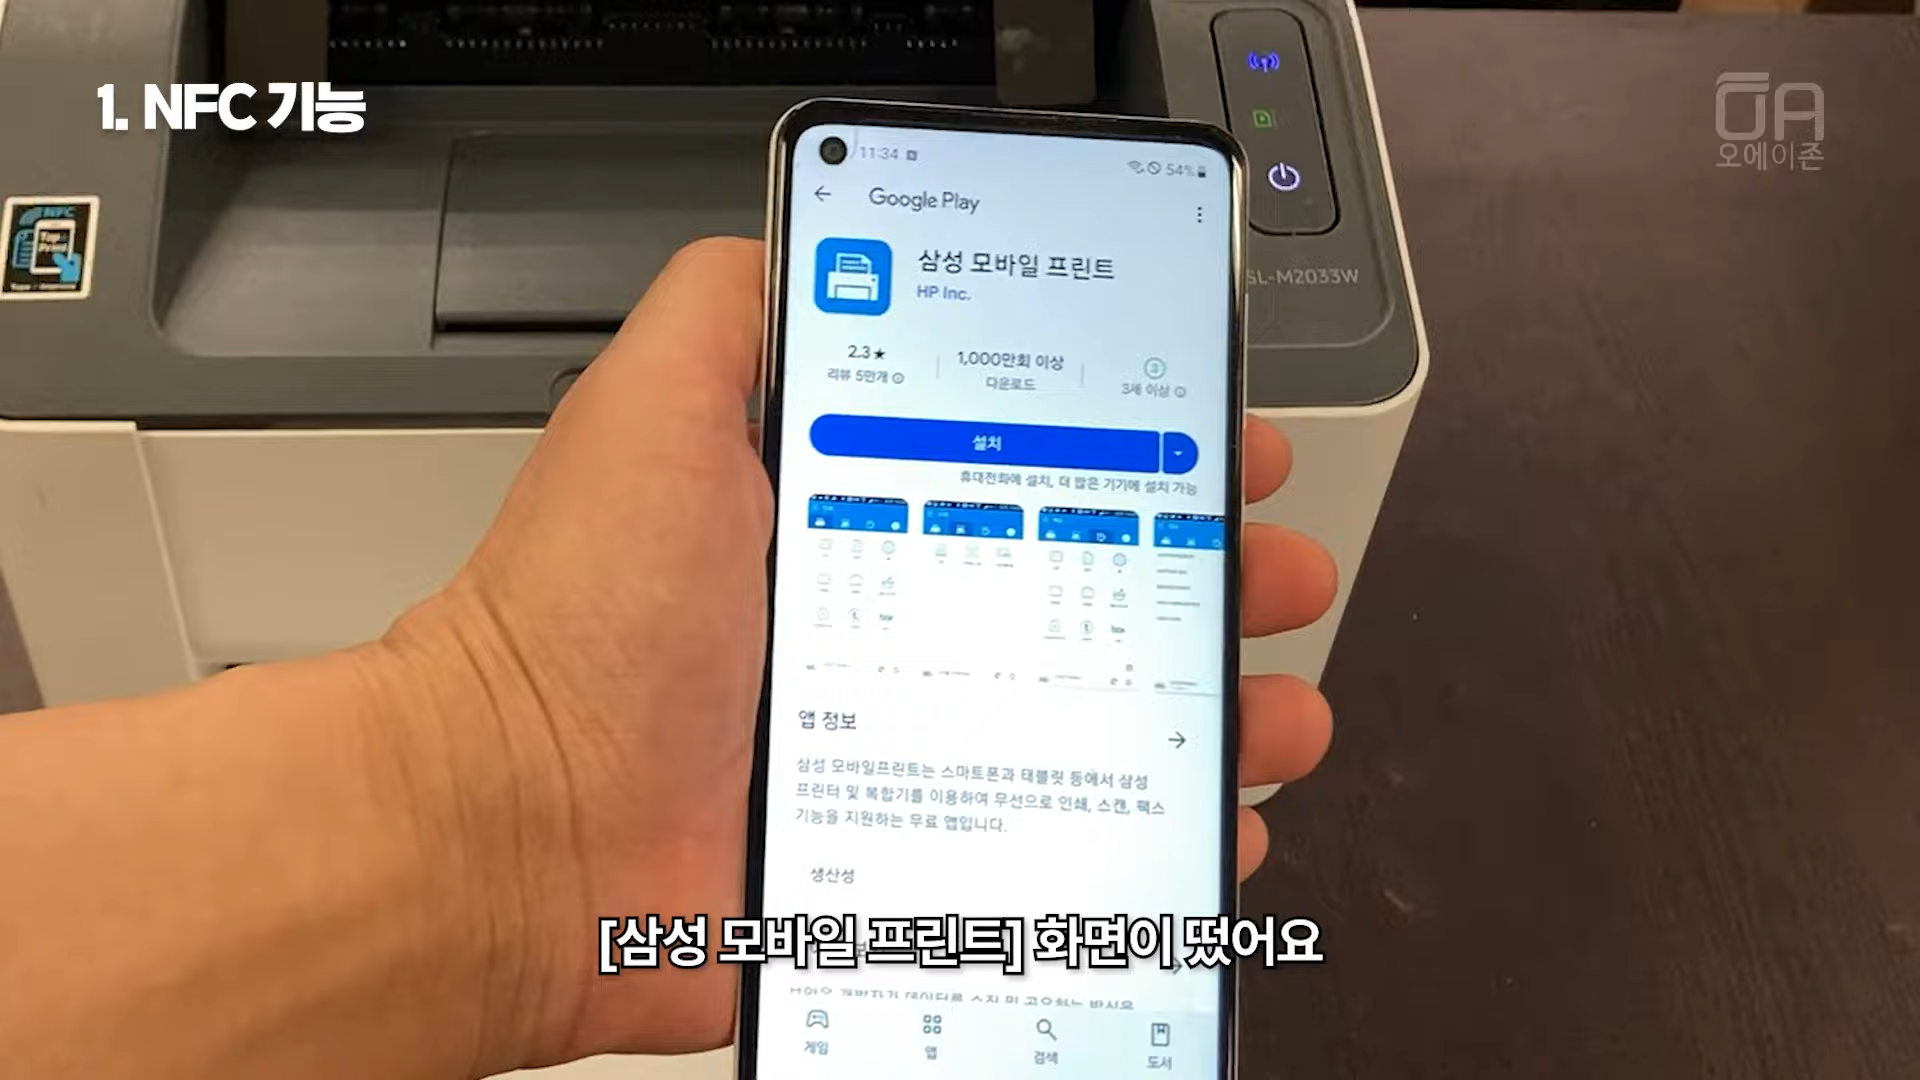 1. NFC 기능
OA
오에이존
NFC
Tap
Print
SL-M2033W
11:34
54%
Google Play
삼성 모바일 프린트
HP Inc.
2.3★
리뷰 5만개
1,000만회 이상
다운로드
3
3세 이상
설치
휴대전화에 설치, 더 많은 기기에 설치 가능
앱 정보
삼성 모바일프린트는 스마트폰과 태블릿 등에서 삼성
프린터 및 복합기를 이용하여 무선으로 인쇄, 스캔, 팩스
기능을 지원하는 무료 앱입니다.
생산성
[삼성 모바일 프린트] 화면이 떴어요
게임
앱
검색
도서